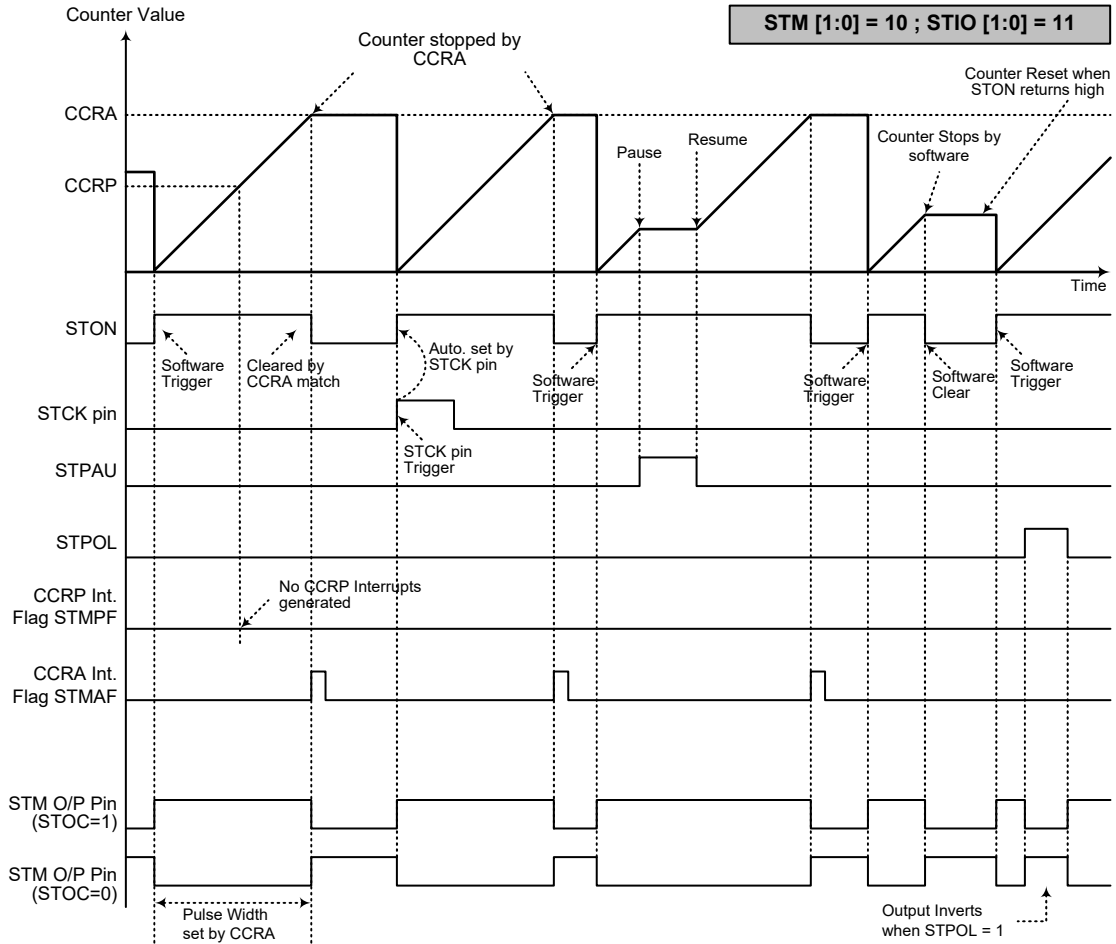 Counter Value
STM [1:0] = 10 ; STIO [1:0] = 11
Counter stopped by
CCRA
Counter Reset when
STON returns high
CCRA
Pause
Resume
Counter Stops by
software
CCRP
Time
STON
Software
Trigger
Cleared by
CCRA match
Auto. set by
STCK pin
Software
Trigger
Software
Trigger
Software
Clear
Software
Trigger
STCK pin
STCK pin
Trigger
STPAU
STPOL
CCRP Int.
Flag STMPF
No CCRP Interrupts
generated
CCRA Int.
Flag STMAF
STM O/P Pin
(STOC=1)
STM O/P Pin
(STOC=0)
Pulse Width
set by CCRA
Output Inverts
when STPOL = 1